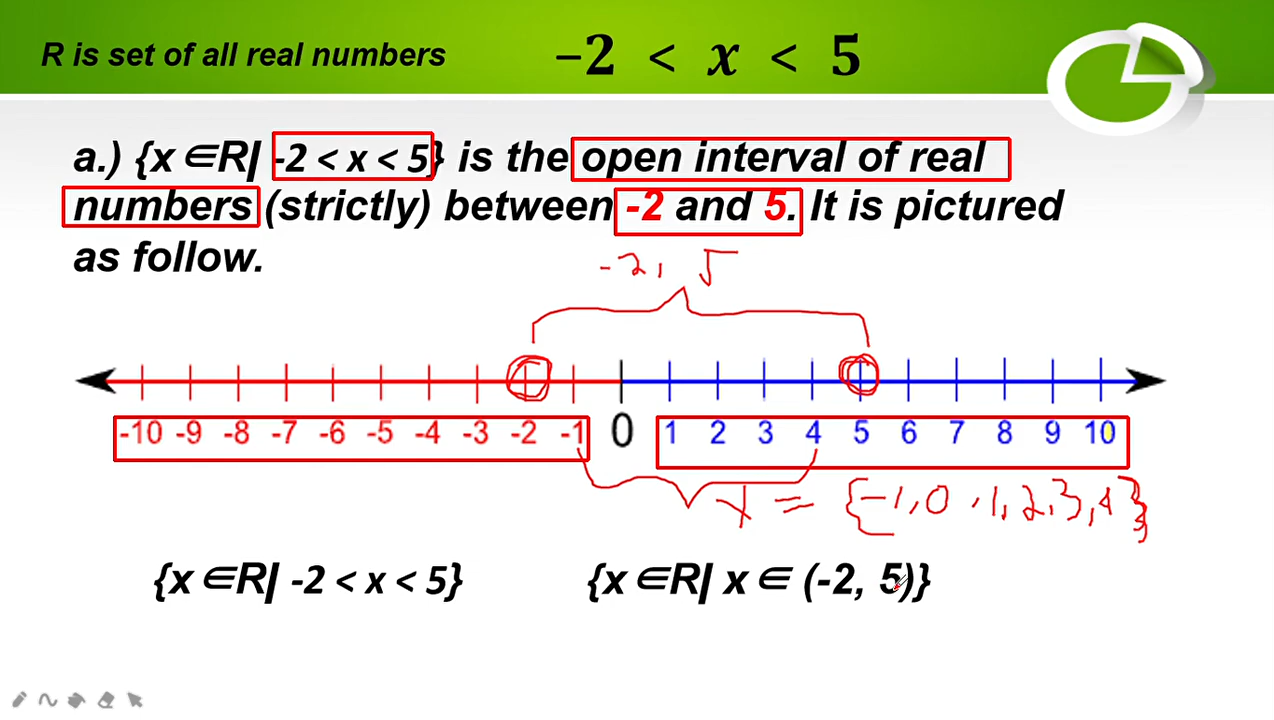 R is set of all real numbers
−2 < x < 5
a.) {x∈R| -2 < x < 5} is the open interval of real
numbers (strictly) between -2 and 5. It is pictured
as follow.
-2, 5
-10 -9 -8 -7 -6 -5 -4 -3 -2 -1 0 1 2 3 4 5 6 7 8 9 10
x = {-1, 0, 1, 2, 3, 4}
{x∈R| -2 < x < 5}
{x∈R| x∈ (-2, 5)}